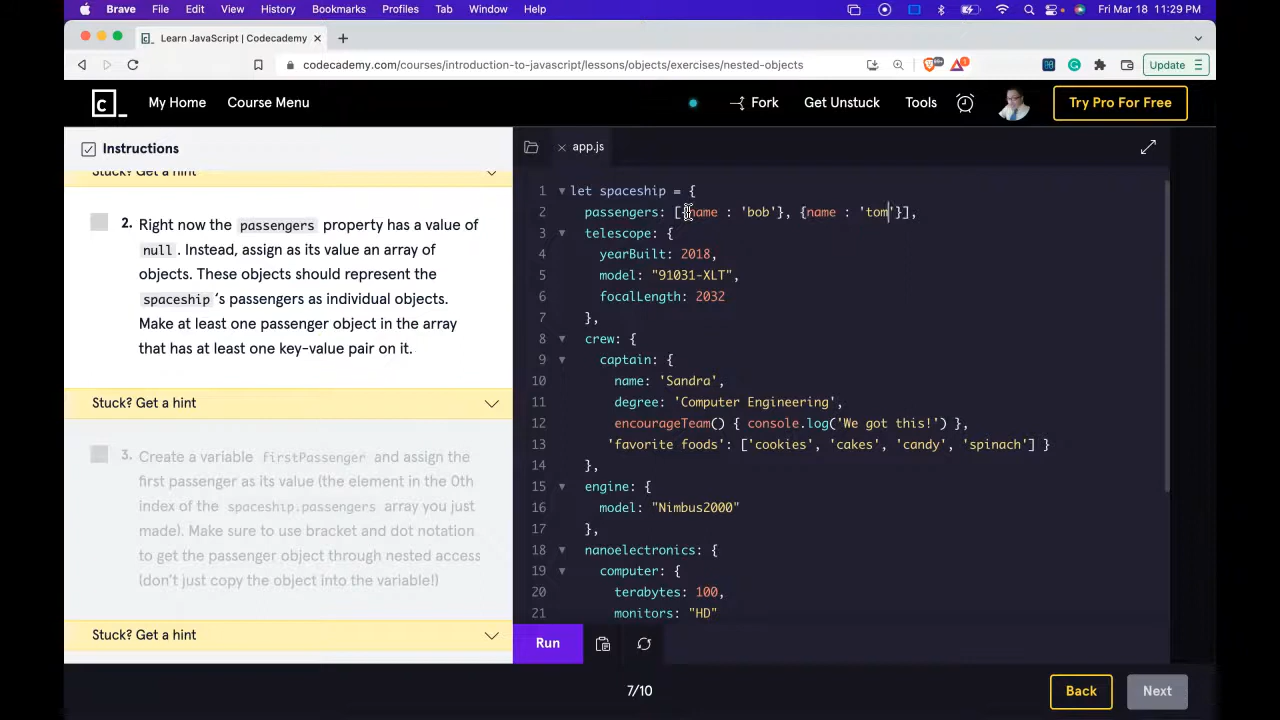 Brave File Edit View History Bookmarks Profiles Tab Window Help Fri Mar 18 11:29 PM
Learn JavaScript | Codecademy
codecademy.com/courses/introduction-to-javascript/lessons/objects/exercises/nested-objects Update
My Home Course Menu Fork Get Unstuck Tools Try Pro For Free
Instructions
app.js
Stuck? Get a hint
2. Right now the passengers
property has a value of
null. Instead, assign as its value an array of
objects. These objects should represent the
spaceship's passengers as individual objects.
Make at least one passenger object in the array
that has at least one key-value pair on it.
Stuck? Get a hint
3. Create a variable firstPassenger and assign the
first passenger as its value (the element in the 0th
index of the spaceship.passengers array you just
made). Make sure to use bracket and dot notation
to get the passenger object through nested access
(don't just copy the object into the variable!)
Stuck? Get a hint
1 let spaceship = {
2 passengers: [{name : 'bob'}, {name : 'tom'}],
3 telescope: {
4 yearBuilt: 2018,
5 model: "91031-XLT",
6 focalLength: 2032
7 },
8 crew: {
9 captain: {
10 name: 'Sandra',
11 degree: 'Computer Engineering',
12 encourageTeam() { console.log('We got this!') },
13 'favorite foods': ['cookies', 'cakes', 'candy', 'spinach'] }
14 },
15 engine: {
16 model: "Nimbus2000"
17 },
18 nanoelectronics: {
19 computer: {
20 terabytes: 100,
21 monitors: "HD"
Run
7/10
Back Next